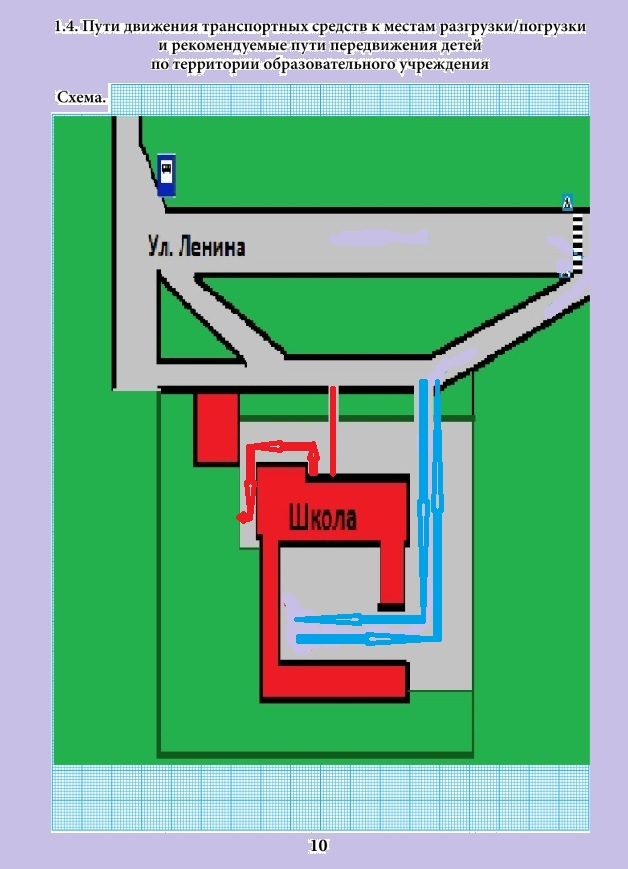 1.4. Пути движения транспортных средств к местам разгрузки/погрузки
и рекомендуемые пути передвижения детей
по территории образовательного учреждения
Схема.
Ул. Ленина
Школа
10